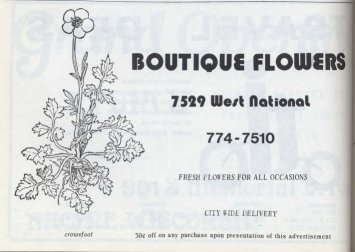 BOUTIQUE FLOWERS
7529 West National
774-7510
FRESH FLOWERS FOR ALL OCCASIONS
CITY WIDE DELIVERY
crowsfoot
50¢ off on any purchase upon presentation of this advertisement